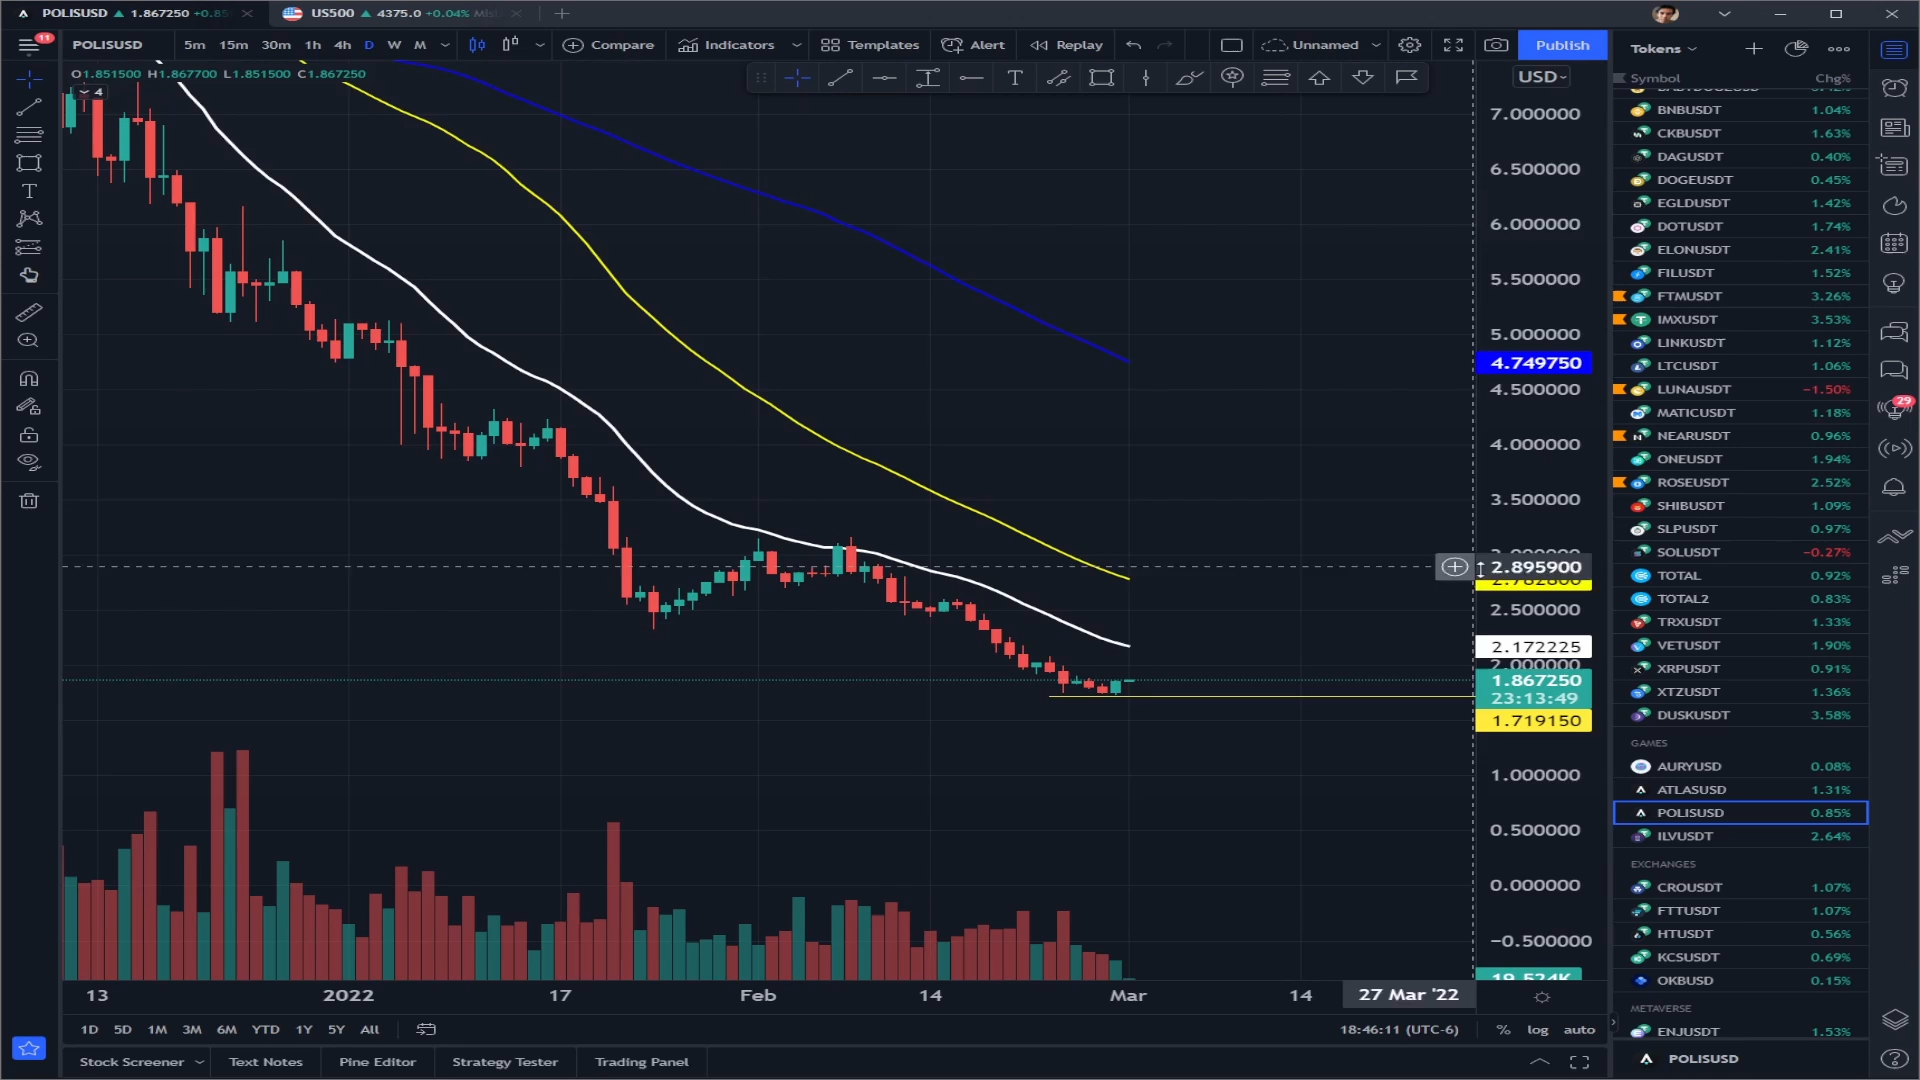 POLISUSD ▲ 1.867250 +0.85
US500 ▲ 4375.0 +0.04%
11
POLISUSD 5m 15m 30m 1h 4h D W M Compare Indicators Templates Alert Replay Unnamed Publish
O1.851500 H1.867700 L1.851500 C1.867250
4
USD
7.000000
6.500000
6.000000
5.500000
5.000000
4.749750
4.500000
4.000000
3.500000
3.000000
2.895900
2.500000
2.172225
2.000000
1.867250
23:13:49
1.719150
1.000000
0.500000
0.000000
−0.500000
19.524K
13 2022 17 Feb 14 Mar 14 27 Mar '22
1D 5D 1M 3M 6M YTD 1Y 5Y All 18:46:11 (UTC-6) % log auto
Stock Screener Text Notes Pine Editor Strategy Tester Trading Panel
Tokens
Symbol Chg%
BNBUSDT 1.04%
CKBUSDT 1.63%
DAGUSDT 0.40%
DOGEUSDT 0.45%
EGLDUSDT 1.42%
DOTUSDT 1.74%
ELONUSDT 2.41%
FILUSDT 1.52%
FTMUSDT 3.26%
IMXUSDT 3.53%
LINKUSDT 1.12%
LTCUSDT 1.06%
LUNAUSDT −1.50%
MATICUSDT 1.18%
NEARUSDT 0.96%
ONEUSDT 1.94%
ROSEUSDT 2.52%
SHIBUSDT 1.09%
SLPUSDT 0.97%
SOLUSDT −0.27%
TOTAL 0.92%
TOTAL2 0.83%
TRXUSDT 1.33%
VETUSDT 1.90%
XRPUSDT 0.91%
XTZUSDT 1.36%
DUSKUSDT 3.58%
GAMES
AURYUSD 0.08%
ATLASUSD 1.31%
POLISUSD 0.85%
ILVUSDT 2.64%
EXCHANGES
CROUSDT 1.07%
FTTUSDT 1.07%
HTUSDT 0.56%
KCSUSDT 0.69%
OKBUSD 0.15%
METAVERSE
ENJUSDT 1.53%
POLISUSD
29